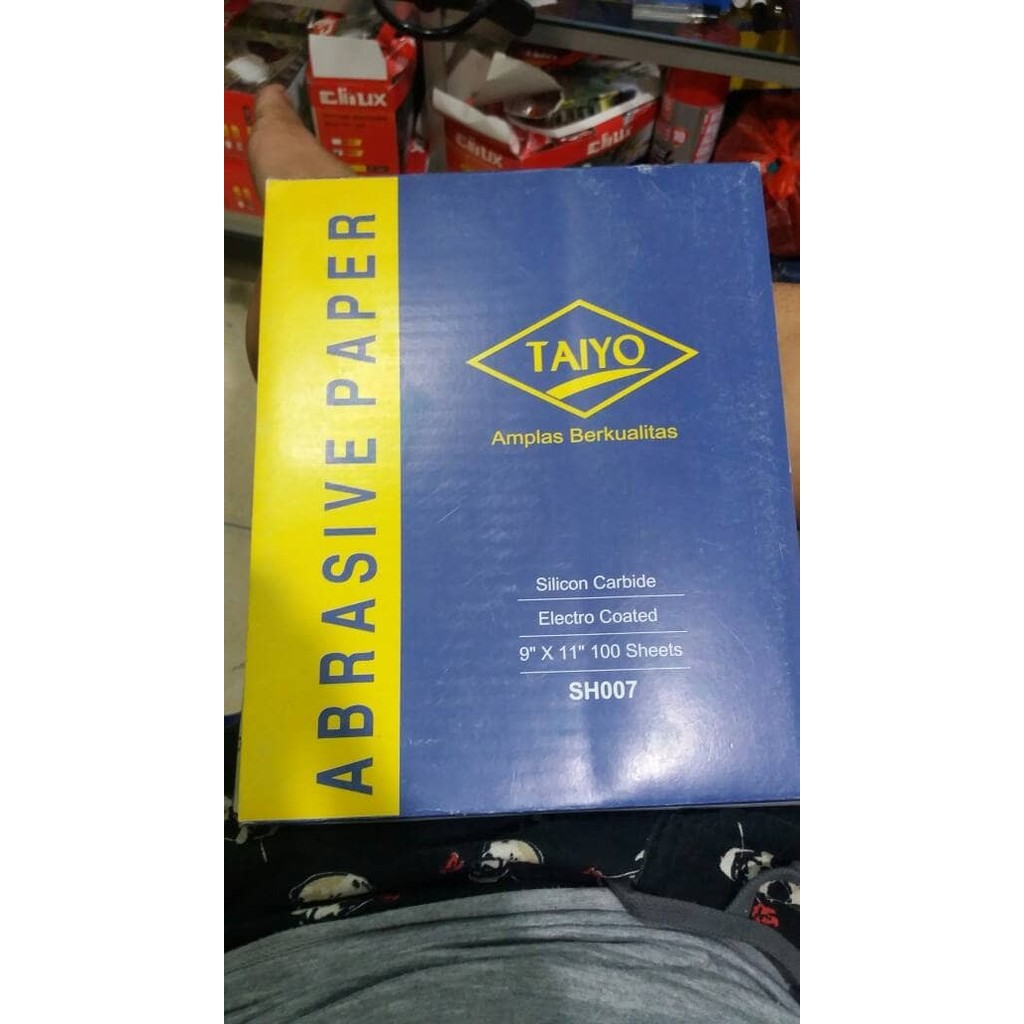 ABRASIVE PAPER
TAIYO
Amplas Berkualitas
Silicon Carbide
Electro Coated
9" X 11" 100 Sheets
SH007